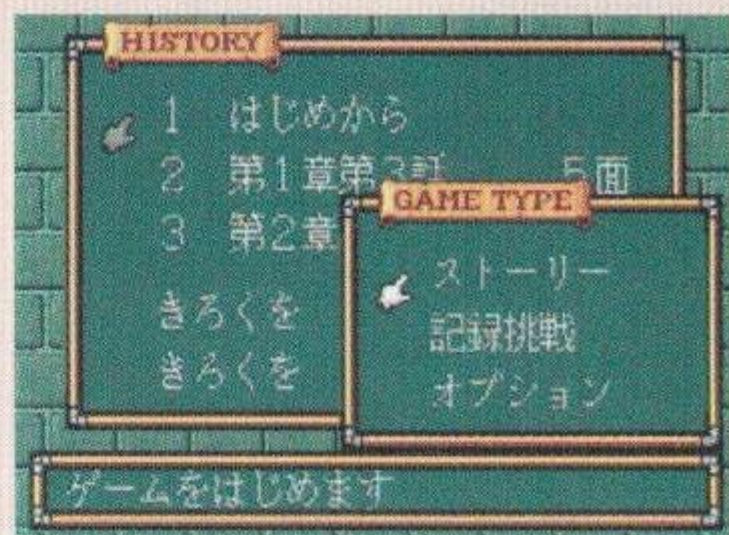 HISTORY
1 はじめから
2 第1章第3話 5面
3 第2章
きろくを
きろくを
GAME TYPE
ストーリー
記録挑戦
オプション
ゲームをはじめます